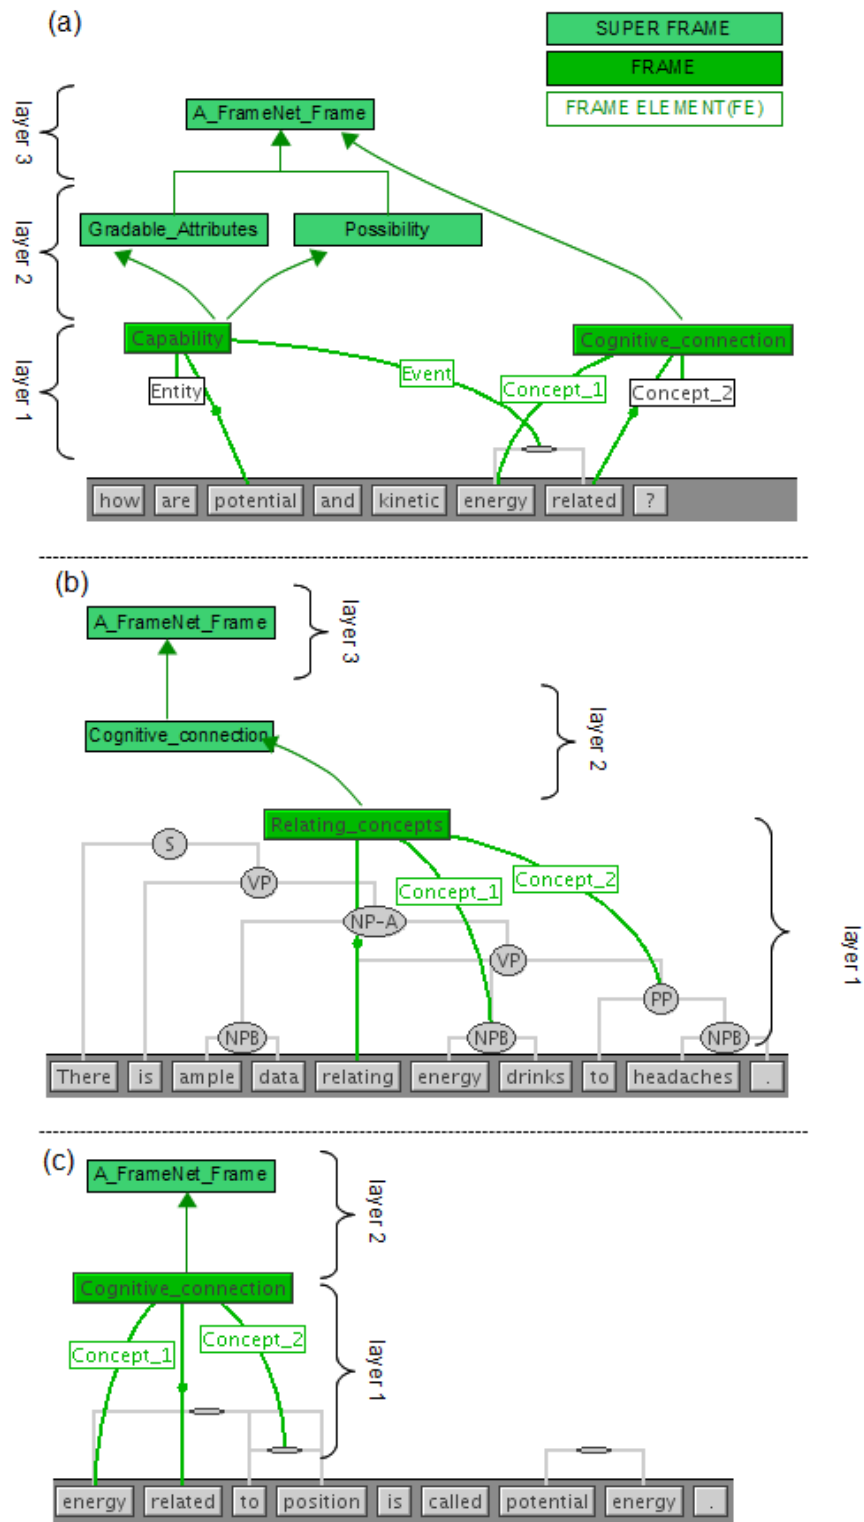 (a)
SUPER FRAME
FRAME
FRAME ELEMENT(FE)
layer 3
A_FrameNet_Frame
layer 2
Gradable_Attributes
Possibility
layer 1
Capability
Cognitive_connection
Entity
Event
Concept_1
Concept_2
how are potential and kinetic energy related ?
(b)
A_FrameNet_Frame
layer 3
Cognitive_connection
layer 2
Relating_concepts
layer 1
S
VP
Concept_1
Concept_2
NP-A
VP
PP
NPB
NPB
NPB
There is ample data relating energy drinks to headaches .
(c)
A_FrameNet_Frame
layer 2
Cognitive_connection
layer 1
Concept_1
Concept_2
energy related to position is called potential energy .